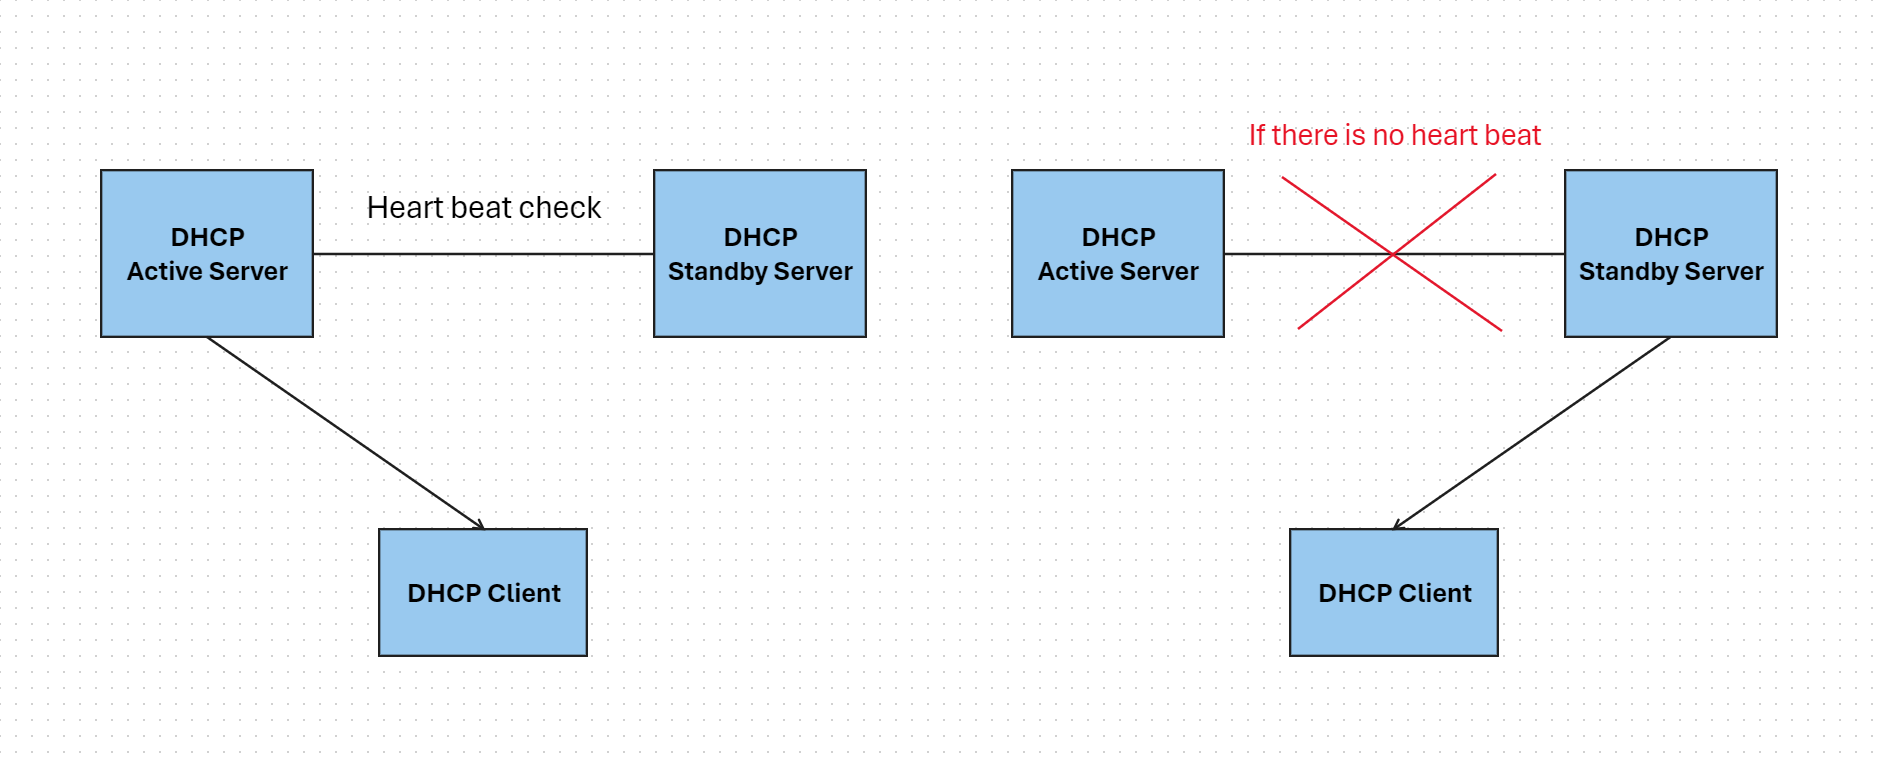 If there is no heart beat
Heart beat check
DHCP
Active Server
DHCP
Standby Server
DHCP
Active Server
DHCP
Standby Server
DHCP Client
DHCP Client